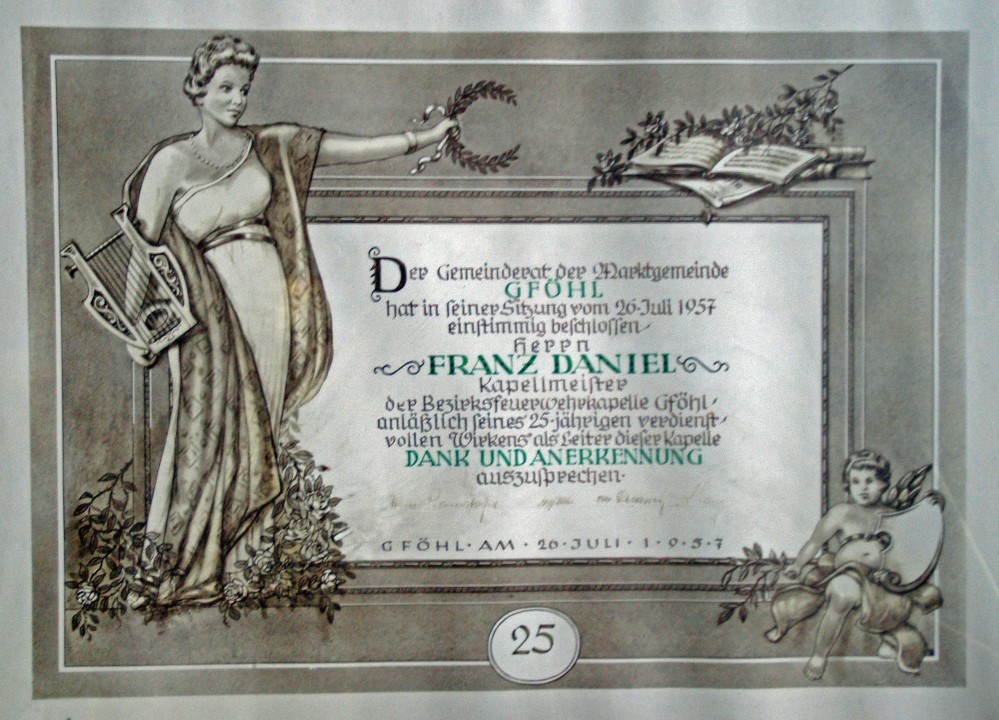 Der Gemeinderat der Marktgemeinde
GFÖHL
hat in seiner Sitzung vom 26. Juli 1957
einstimmig beschlossen,
Herrn
FRANZ DANIEL
Kapellmeister
der Bezirksfeuerwehrkapelle Gföhl,
anläßlich seines 25-jährigen verdienst-
vollen Wirkens als Leiter dieser Kapelle
DANK UND ANERKENNUNG
auszusprechen.
GFÖHL · AM · 26 · JULI · 1 · 9 · 5 · 7
25